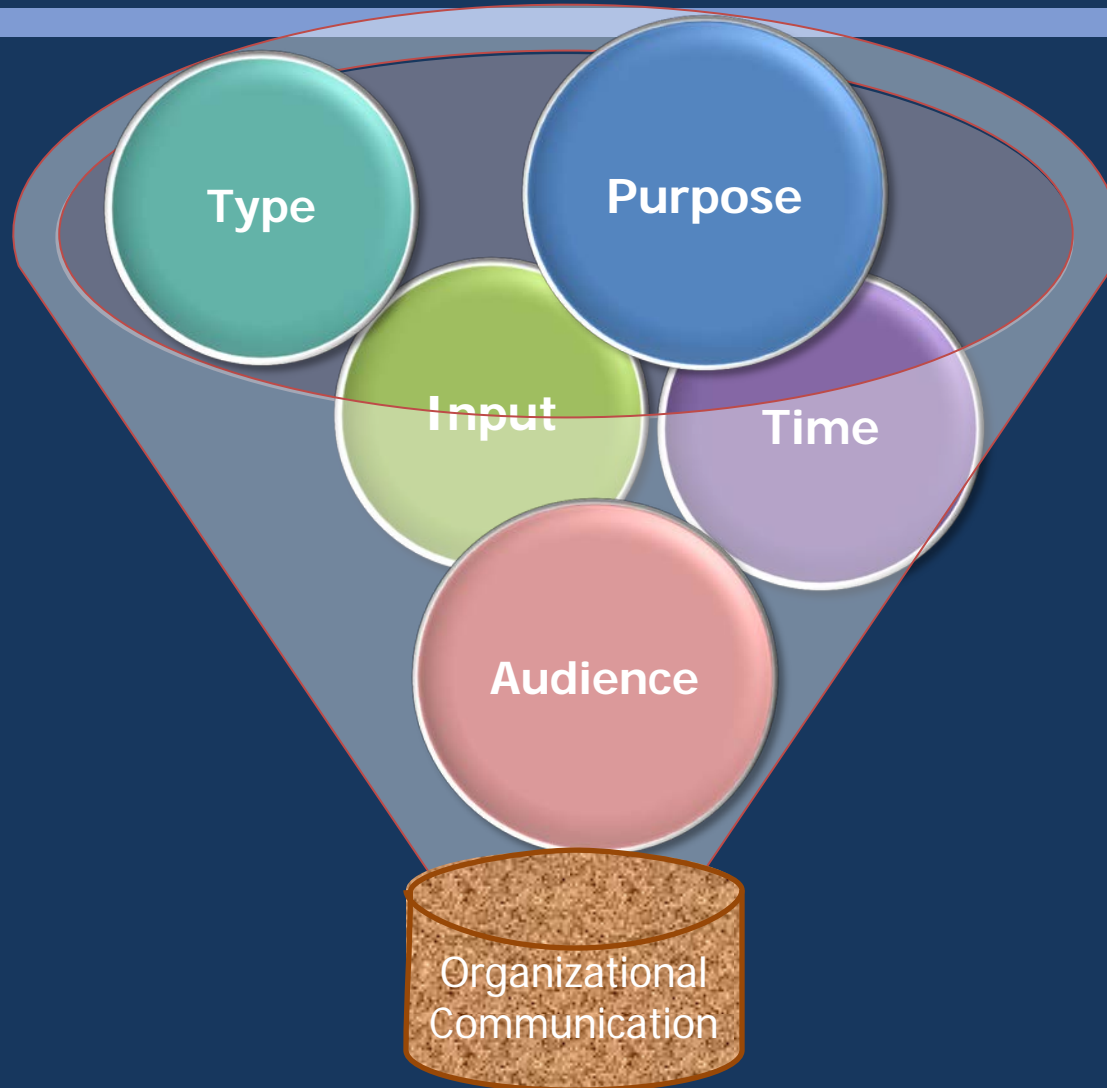 Type
Purpose
Input
Time
Audience
Organizational
Communication